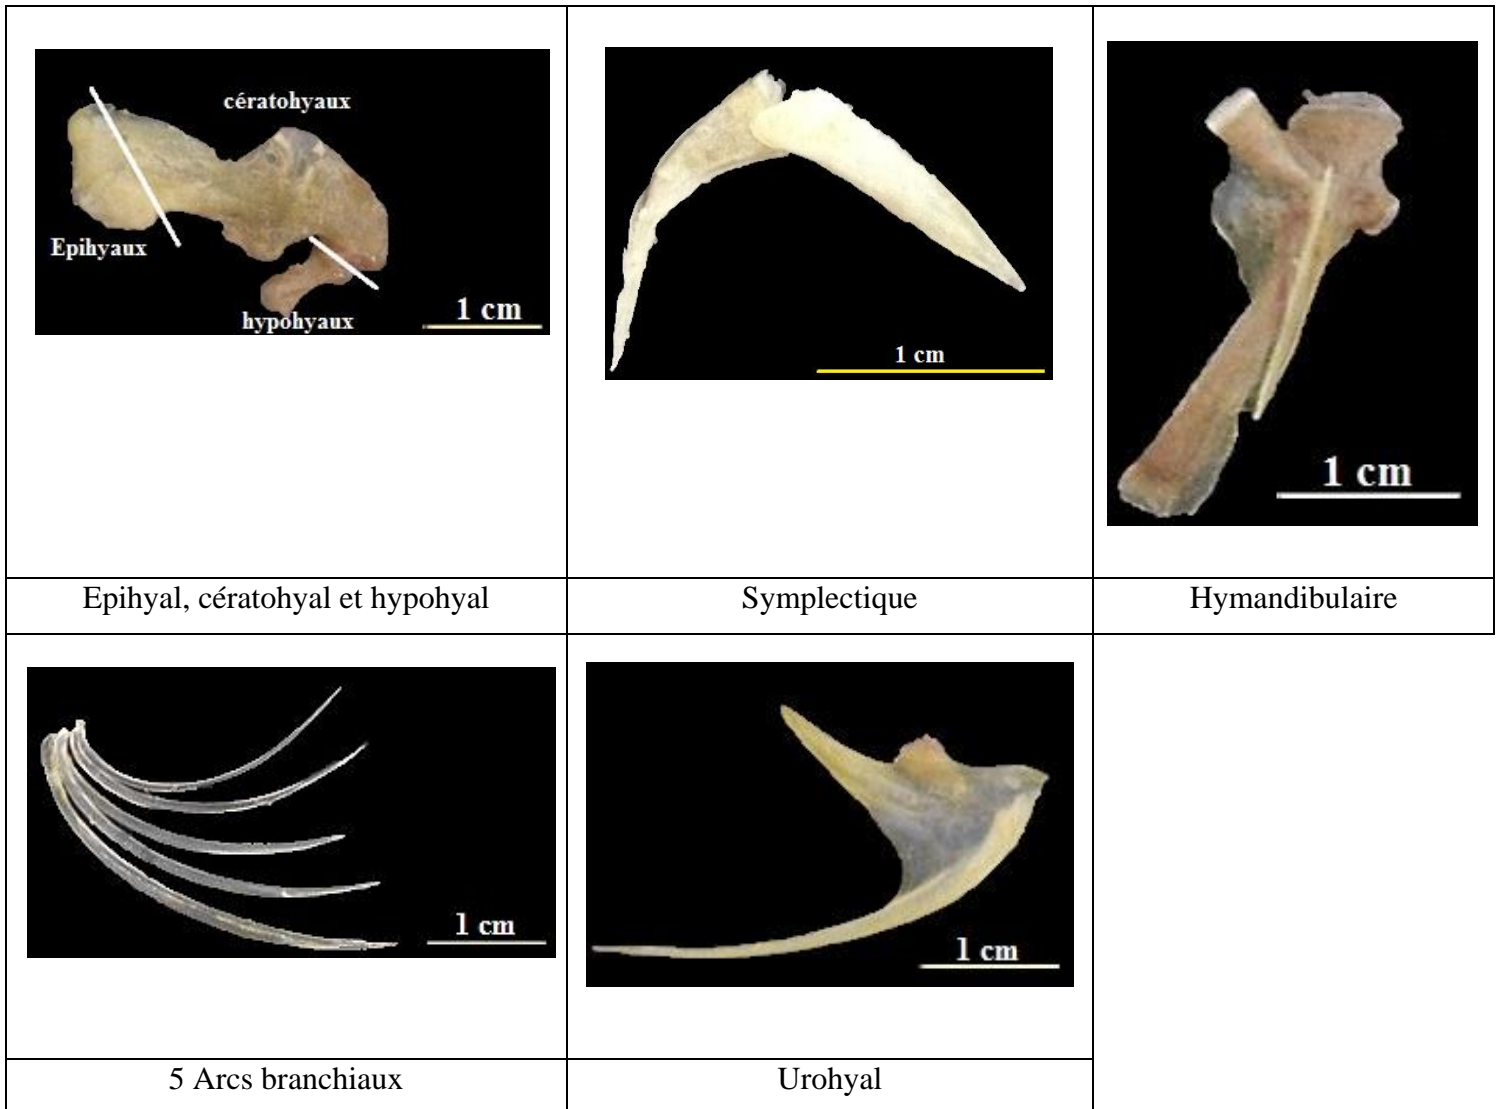 cératohyaux
Epihyaux
hypohyaux
1 cm
1 cm
1 cm
Epihyal, cératohyal et hypohyal
Symplectique
Hymandibulaire
1 cm
1 cm
5 Arcs branchiaux
Urohyal